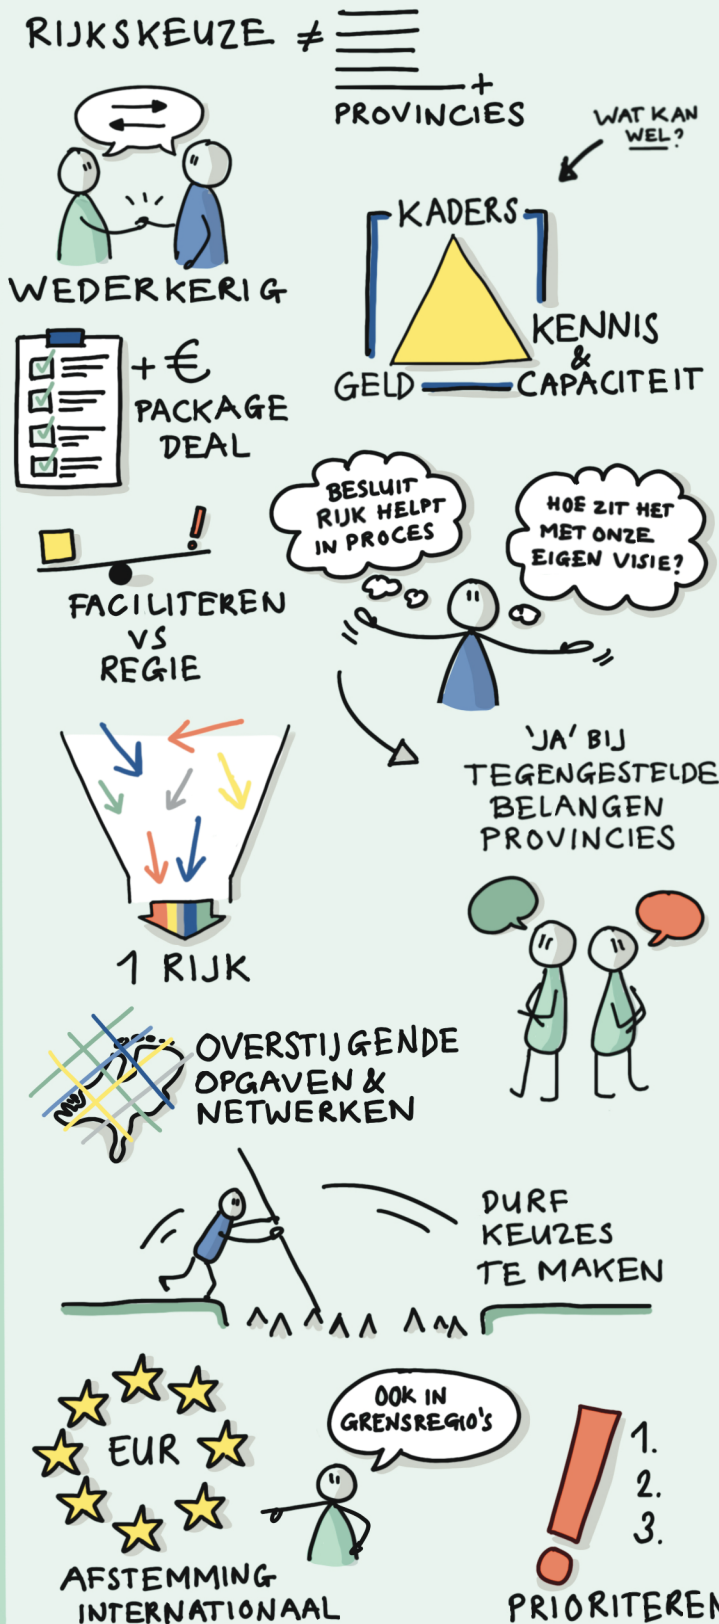 RIJKSKEUZE ≠
+
PROVINCIES
WAT KAN
WEL?
WEDERKERIG
KADERS
KENNIS
&
GELD
CAPACITEIT
+ €
PACKAGE
DEAL
BESLUIT
RIJK HELPT
IN PROCES
HOE ZIT HET
MET ONZE
EIGEN VISIE?
!
FACILITEREN
VS
REGIE
'JA' BIJ
TEGENGESTELDE
BELANGEN
PROVINCIES
1 RIJK
OVERSTIJGENDE
OPGAVEN &
NETWERKEN
DURF
KEUZES
TE MAKEN
EUR
OOK IN
GRENSREGIO'S
AFSTEMMING
INTERNATIONAAL
!
1.
2.
3.
PRIORITEREN